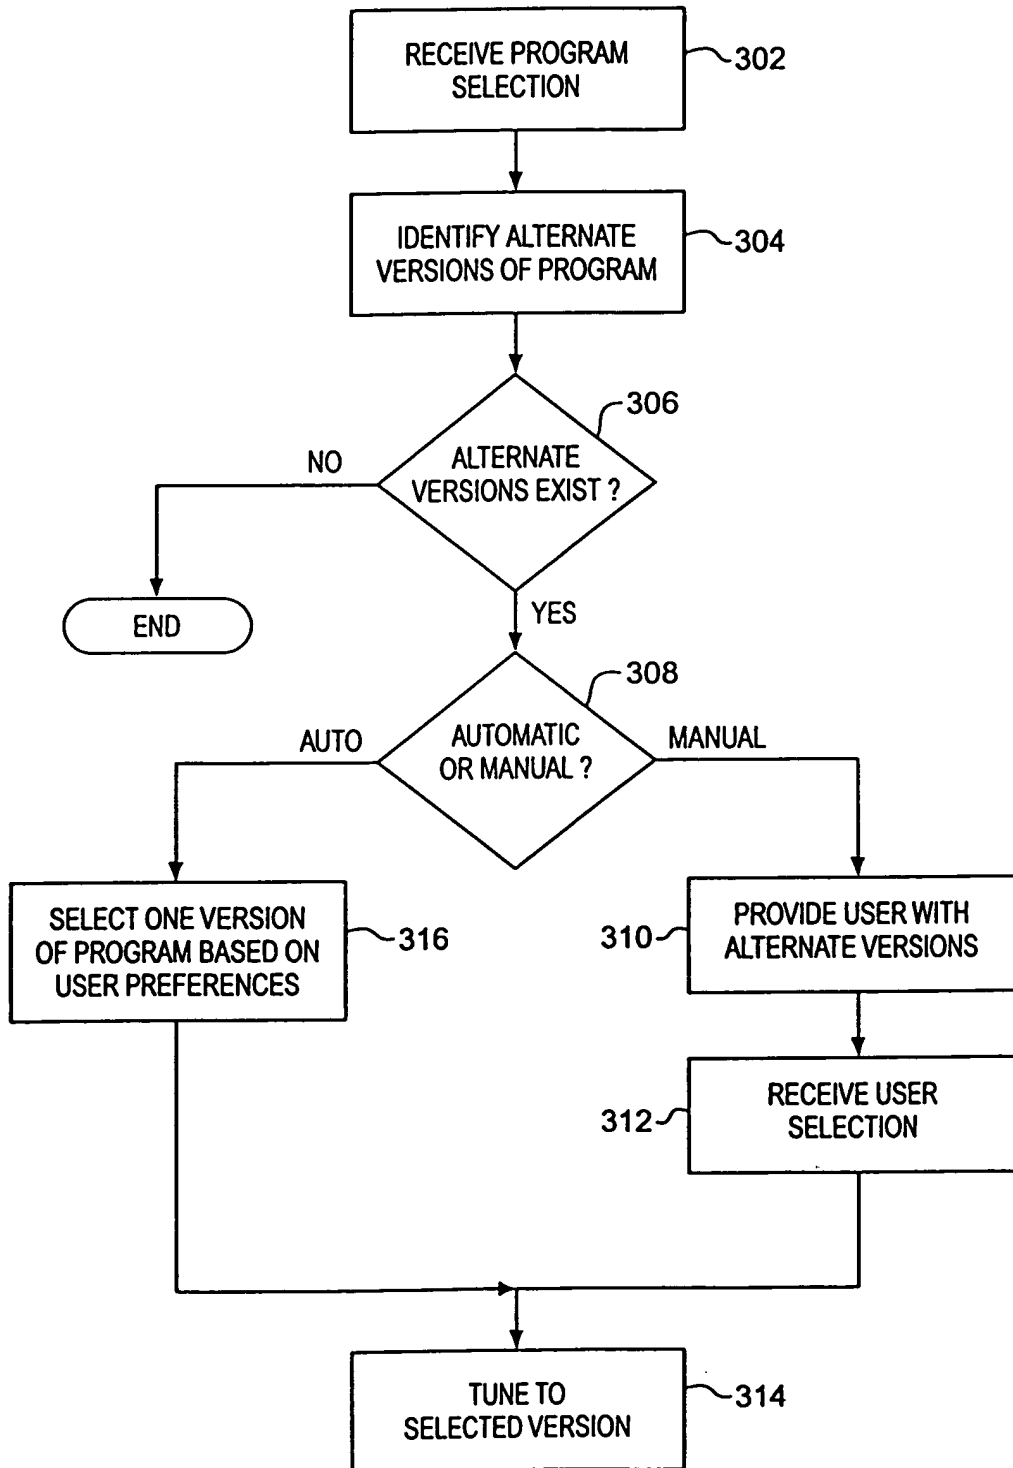 RECEIVE PROGRAM
SELECTION
302
IDENTIFY ALTERNATE
VERSIONS OF PROGRAM
304
306
ALTERNATE
VERSIONS EXIST ?
NO
END
YES
308
AUTOMATIC
OR MANUAL ?
AUTO
MANUAL
SELECT ONE VERSION
OF PROGRAM BASED ON
USER PREFERENCES
316
310
PROVIDE USER WITH
ALTERNATE VERSIONS
312
RECEIVE USER
SELECTION
TUNE TO
SELECTED VERSION
314